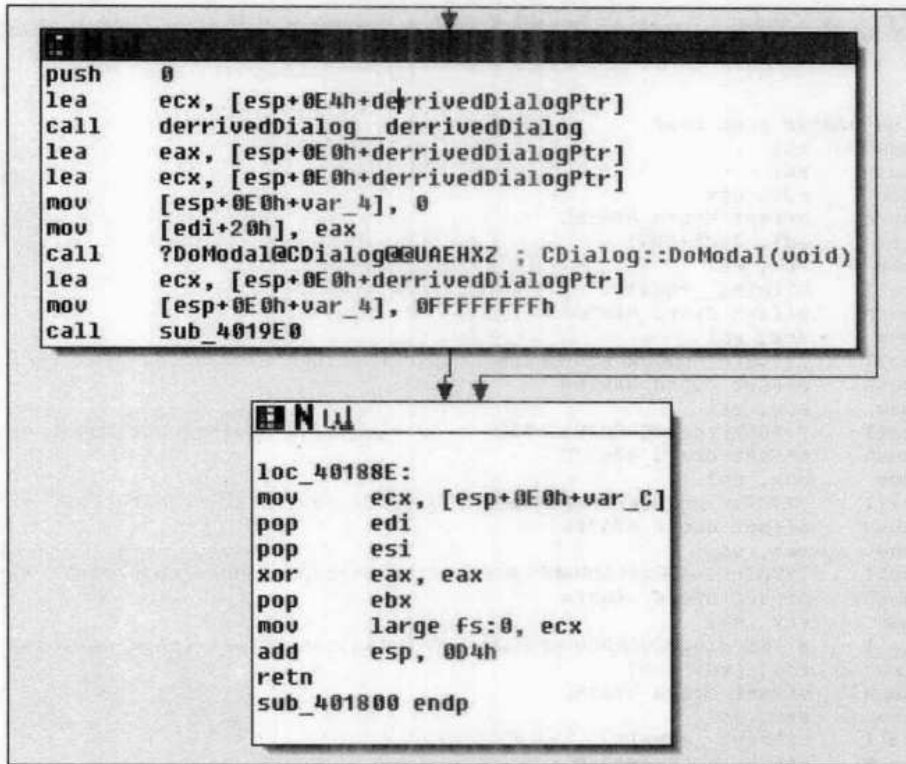 push 0
lea ecx, [esp+0E4h+derrivedDialogPtr]
call derrivedDialog__derrivedDialog
lea eax, [esp+0E0h+derrivedDialogPtr]
lea ecx, [esp+0E0h+derrivedDialogPtr]
mov [esp+0E0h+var_4], 0
mov [edi+20h], eax
call ?DoModal@CDialog@@UAEHXZ ; CDialog::DoModal(void)
lea ecx, [esp+0E0h+derrivedDialogPtr]
mov [esp+0E0h+var_4], 0FFFFFFFFh
call sub_4019E0
loc_40188E:
mov ecx, [esp+0E0h+var_C]
pop edi
pop esi
xor eax, eax
pop ebx
mov large fs:0, ecx
add esp, 0D4h
retn
sub_401800 endp